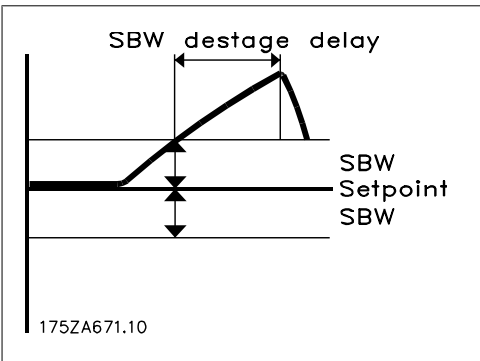 SBW destage delay
SBW
Setpoint
SBW
175ZA671.10